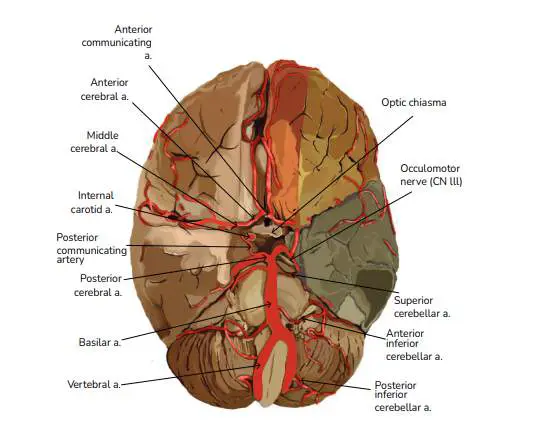 Anterior
communicating
a.
Anterior
cerebral a.
Middle
cerebral a.
Internal
carotid a.
Posterior
communicating
artery
Posterior
cerebral a.
Basilar a.
Vertebral a.
Optic chiasma
Occulomotor
nerve (CN lll)
Superior
cerebellar a.
Anterior
inferior
cerebellar a.
Posterior
inferior
cerebellar a.